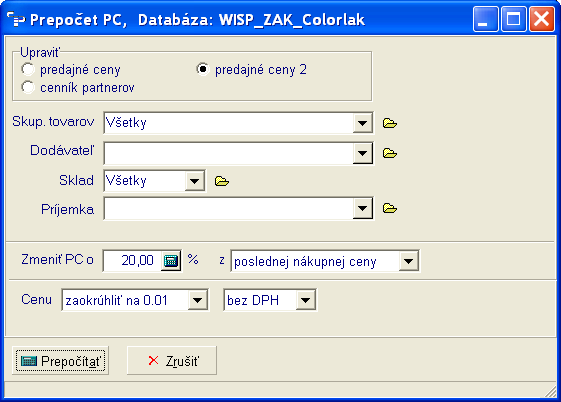 Prepočet PC, Databáza: WISP_ZAK_Colorlak
Upraviť
predajné ceny
predajné ceny 2
cenník partnerov
Skup. tovarov Všetky
Dodávateľ
Sklad Všetky
Príjemka
Zmeniť PC o 20,00 % z poslednej nákupnej ceny
Cenu zaokrúhliť na 0.01 bez DPH
Prepočítať Zrušiť